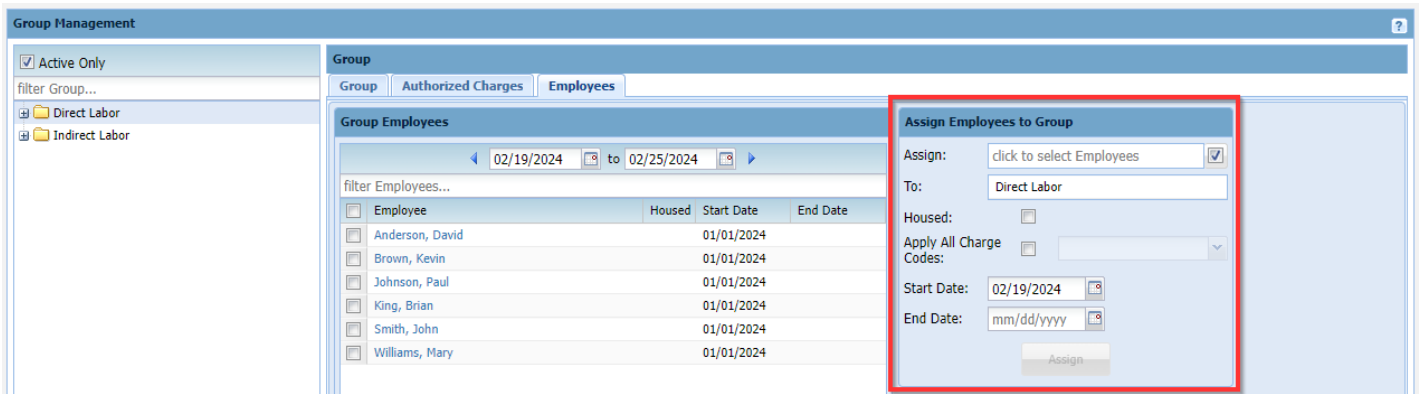 Group Management
?
Active Only
filter Group...
Direct Labor
Indirect Labor
Group
Group Authorized Charges Employees
Group Employees
02/19/2024 to 02/25/2024
filter Employees...
Employee Housed Start Date End Date
Anderson, David 01/01/2024
Brown, Kevin 01/01/2024
Johnson, Paul 01/01/2024
King, Brian 01/01/2024
Smith, John 01/01/2024
Williams, Mary 01/01/2024
Assign Employees to Group
Assign: click to select Employees
To: Direct Labor
Housed:
Apply All Charge
Codes:
Start Date: 02/19/2024
End Date: mm/dd/yyyy
Assign